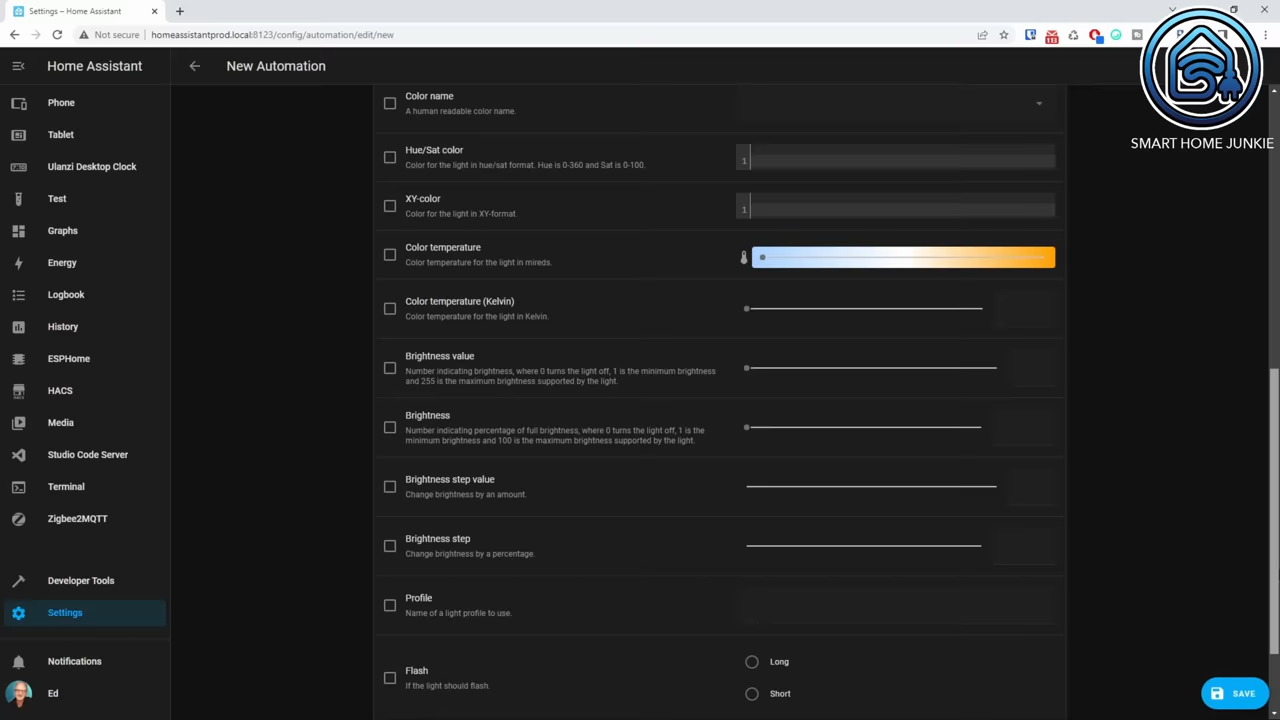 Settings – Home Assistant
Not secure
homeassistantprod.local:8123/config/automation/edit/new
Home Assistant
New Automation
SMART HOME JUNKIE
Phone
Tablet
Ulanzi Desktop Clock
Test
Graphs
Energy
Logbook
History
ESPHome
HACS
Media
Studio Code Server
Terminal
Zigbee2MQTT
Developer Tools
Settings
Notifications
Ed
Color name
A human readable color name.
Hue/Sat color
Color for the light in hue/sat format. Hue is 0-360 and Sat is 0-100.
1
XY-color
Color for the light in XY-format.
1
Color temperature
Color temperature for the light in mireds.
Color temperature (Kelvin)
Color temperature for the light in Kelvin.
Brightness value
Number indicating brightness, where 0 turns the light off, 1 is the minimum brightness
and 255 is the maximum brightness supported by the light.
Brightness
Number indicating percentage of full brightness, where 0 turns the light off, 1 is the
minimum brightness and 100 is the maximum brightness supported by the light.
Brightness step value
Change brightness by an amount.
Brightness step
Change brightness by a percentage.
Profile
Name of a light profile to use.
Flash
If the light should flash.
Long
Short
SAVE